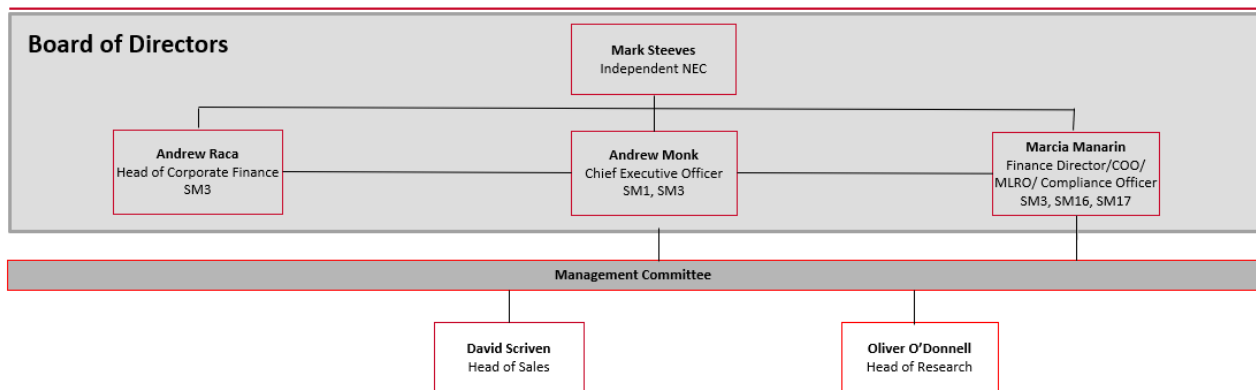 Board of Directors
Mark Steeves
Independent NEC
Andrew Raca
Head of Corporate Finance
SM3
Andrew Monk
Chief Executive Officer
SM1, SM3
Marcia Manarin
Finance Director/COO/
MLRO/ Compliance Officer
SM3, SM16, SM17
Management Committee
David Scriven
Head of Sales
Oliver O’Donnell
Head of Research